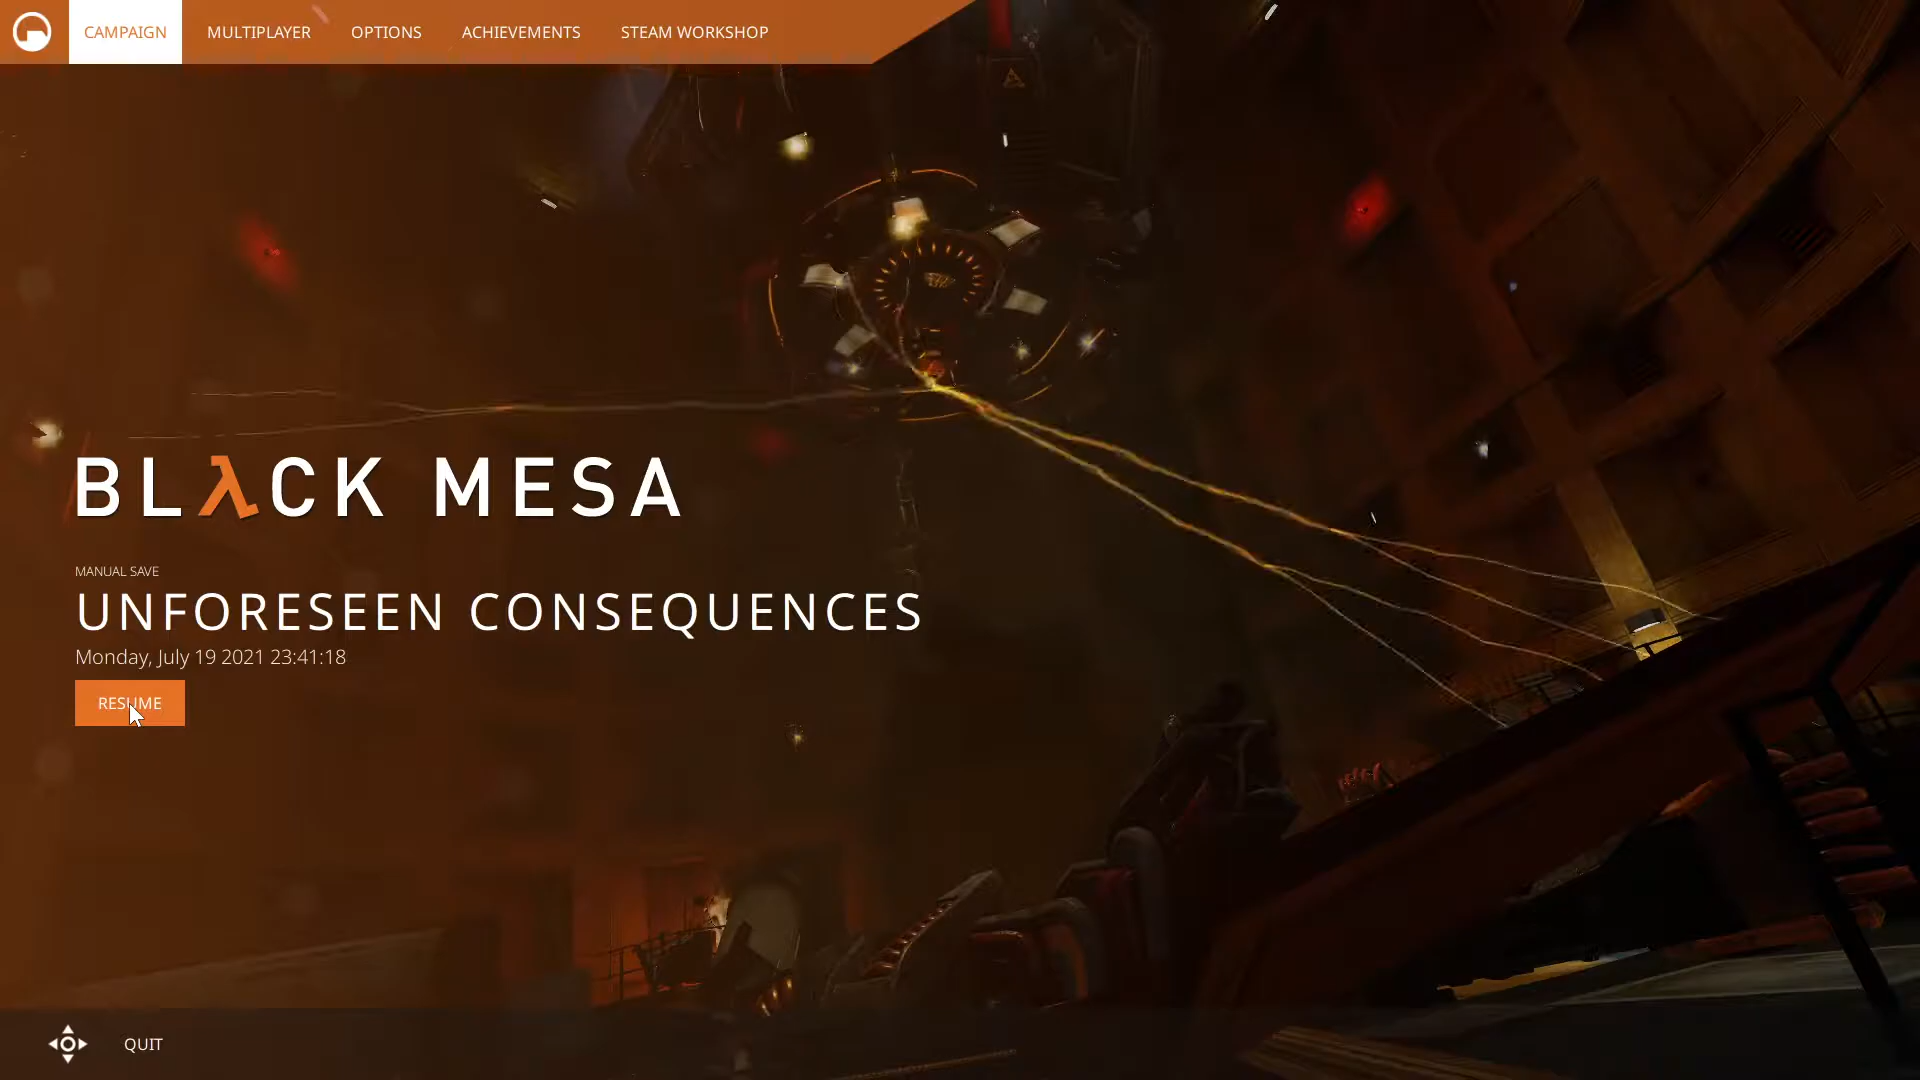 CAMPAIGN MULTIPLAYER OPTIONS ACHIEVEMENTS STEAM WORKSHOP
BLλCK MESA
MANUAL SAVE
UNFORESEEN CONSEQUENCES
Monday, July 19 2021 23:41:18
RESUME
QUIT